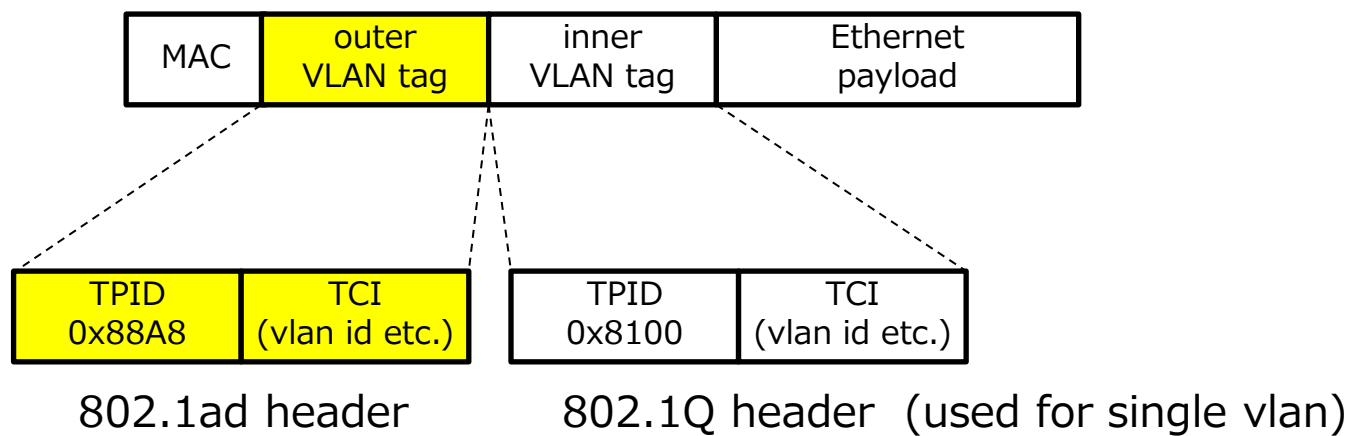 MAC
outer
VLAN tag
inner
VLAN tag
Ethernet
payload
TPID
0x88A8
TCI
(vlan id etc.)
TPID
0x8100
TCI
(vlan id etc.)
802.1ad header
802.1Q header (used for single vlan)